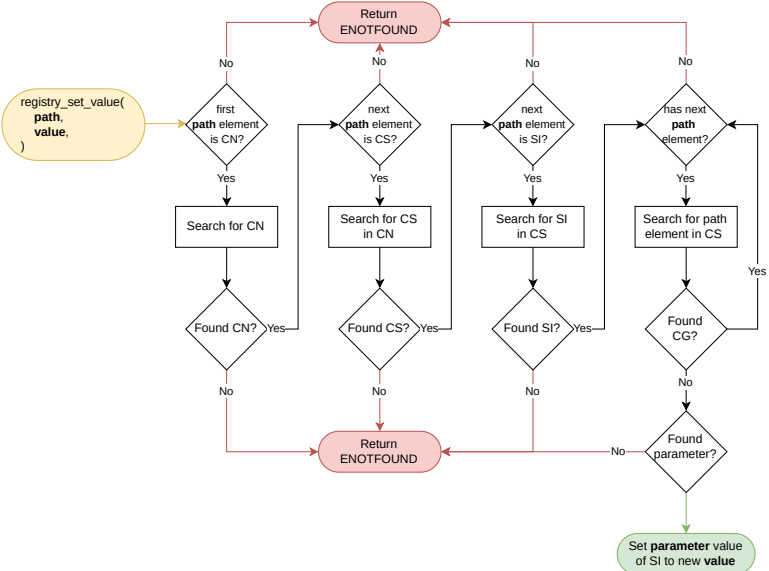 Return
ENOTFOUND
No
No
No
No
registry_set_value(
path,
value,
)
first
path element
is CN?
next
path element
is CS?
next
path element
is SI?
has next
path
element?
Yes
Yes
Yes
Yes
Search for CN
Search for CS
in CN
Search for SI
in CS
Search for path
element in CS
Yes
Found CN?
Yes
Found CS?
Yes
Found SI?
Yes
Found
CG?
No
No
No
No
Return
ENOTFOUND
No
Found
parameter?
Set parameter value
of SI to new value